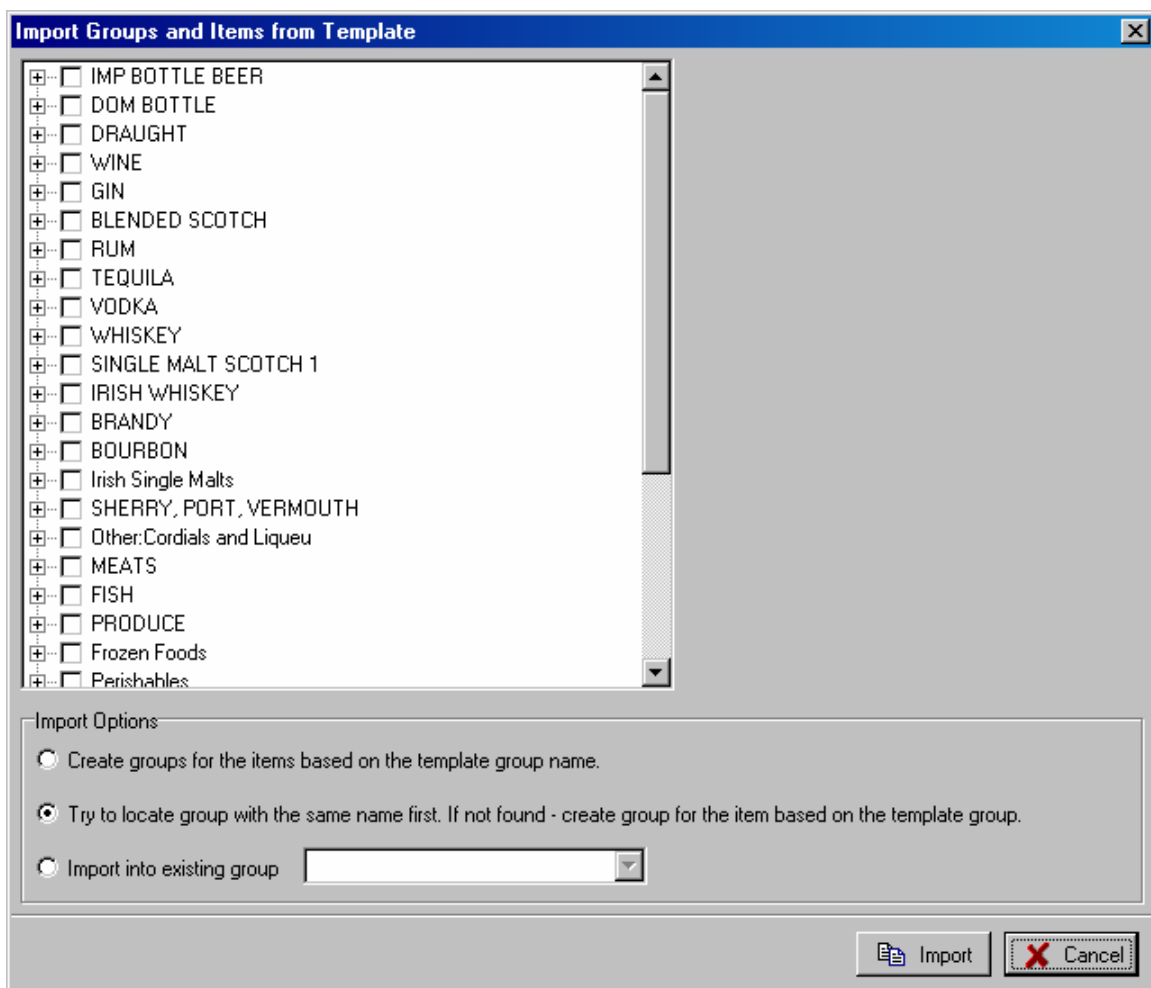 Import Groups and Items from Template
IMP BOTTLE BEER
DOM BOTTLE
DRAUGHT
WINE
GIN
BLENDED SCOTCH
RUM
TEQUILA
VODKA
WHISKEY
SINGLE MALT SCOTCH 1
IRISH WHISKEY
BRANDY
BOURBON
Irish Single Malts
SHERRY, PORT, VERMOUTH
Other:Cordials and Liqueu
MEATS
FISH
PRODUCE
Frozen Foods
Perishables
Import Options
Create groups for the items based on the template group name.
Try to locate group with the same name first. If not found - create group for the item based on the template group.
Import into existing group
Import Cancel